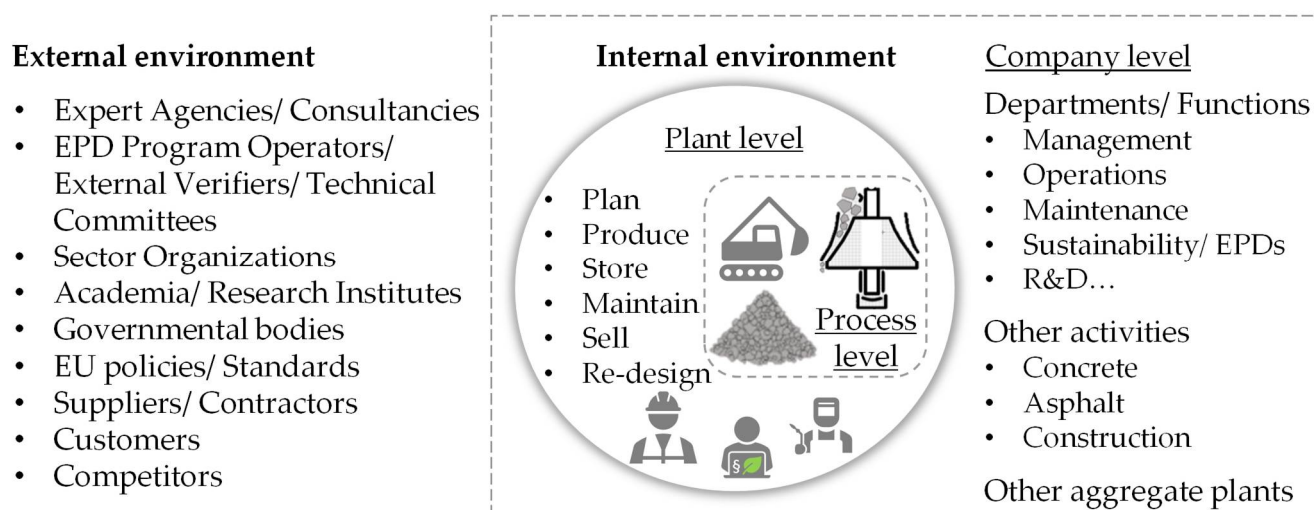 External environment
• Expert Agencies/ Consultancies
• EPD Program Operators/
External Verifiers/ Technical
Committees
• Sector Organizations
• Academia/ Research Institutes
• Governmental bodies
• EU policies/ Standards
• Suppliers/ Contractors
• Customers
• Competitors
Internal environment
Plant level
• Plan
• Produce
• Store
• Maintain
• Sell
• Re-design
Process
level
§
Company level
Departments/ Functions
• Management
• Operations
• Maintenance
• Sustainability/ EPDs
• R&D...
Other activities
• Concrete
• Asphalt
• Construction
Other aggregate plants